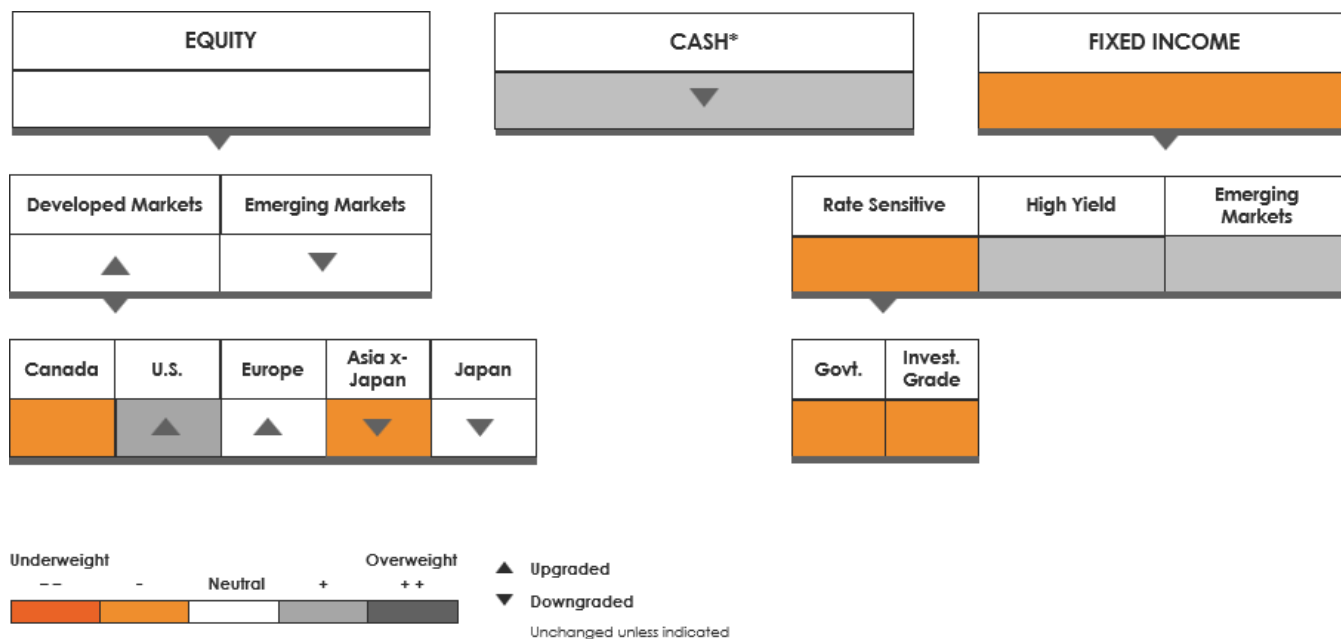 EQUITY
CASH*
FIXED INCOME
Developed Markets
Emerging Markets
Rate Sensitive
High Yield
Emerging
Markets
Canada
U.S.
Europe
Asia x-
Japan
Japan
Govt.
Invest.
Grade
Underweight
Overweight
– –
-
Neutral
+
+ +
▲ Upgraded
▼ Downgraded
Unchanged unless indicated